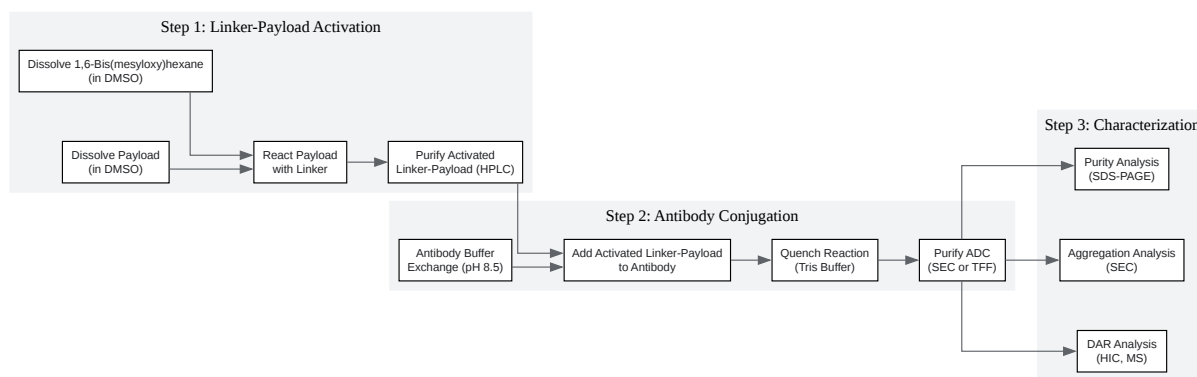 Step 1: Linker-Payload Activation
Dissolve 1,6-Bis(mesyloxy)hexane
(in DMSO)
Dissolve Payload
(in DMSO)
React Payload
with Linker
Purify Activated
Linker-Payload (HPLC)
Step 2: Antibody Conjugation
Antibody Buffer
Exchange (pH 8.5)
Add Activated Linker-Payload
to Antibody
Quench Reaction
(Tris Buffer)
Purify ADC
(SEC or TFF)
Step 3: Characterization
Purity Analysis
(SDS-PAGE)
Aggregation Analysis
(SEC)
DAR Analysis
(HIC, MS)